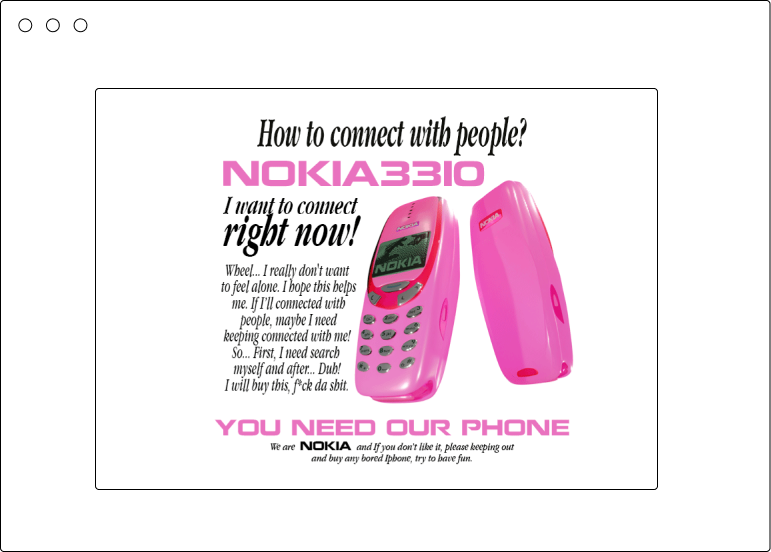 How to connect with people?
NOKIA3310
I want to connect
right now!
Wheel... I really don't want
to feel alone. I hope this helps
me. If I'll connected with
people, maybe I need
keeping connected with me!
So... First, I need search
myself and after... Duh!
I will buy this, f*ck da shit.
NOKIA
NOKIA
NOKIA
YOU NEED OUR PHONE
We are NOKIA and If you don't like it, please keeping out
and buy any bored Iphone, try to have fun.